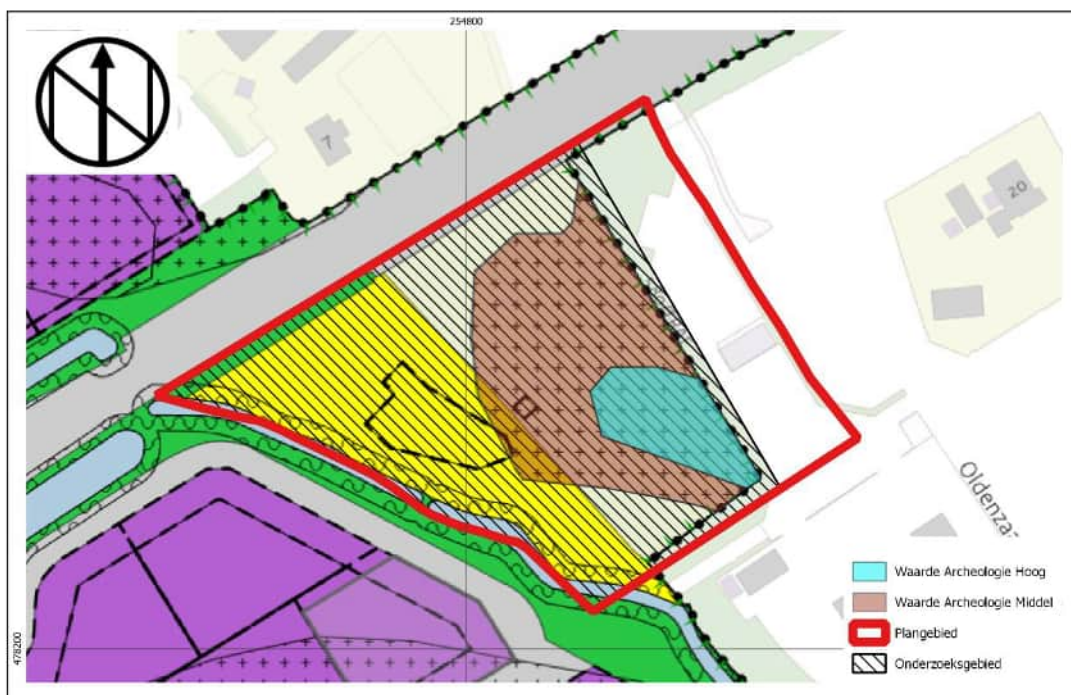 254800
7
20
Oldenza
478200
Waarde Archeologie Hoog
Waarde Archeologie Middel
Plangebied
Onderzoeksgebied